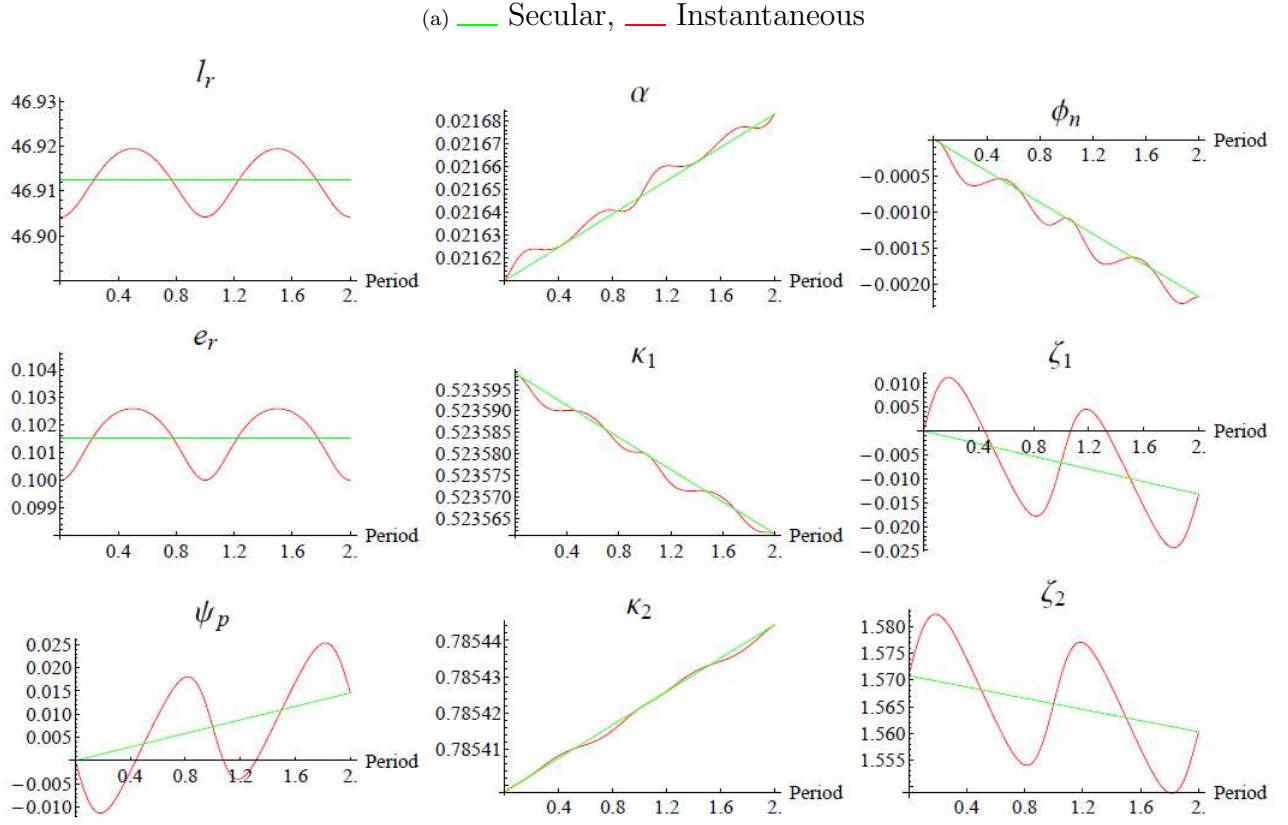 (a) Secular, Instantaneous
l_r
46.93
46.92
46.91
46.90
0.4 0.8 1.2 1.6 2. Period
α
0.02168
0.02167
0.02166
0.02165
0.02164
0.02163
0.02162
0.4 0.8 1.2 1.6 2. Period
ϕ_n
0.4 0.8 1.2 1.6 2. Period
−0.0005
−0.0010
−0.0015
−0.0020
e_r
0.104
0.103
0.102
0.101
0.100
0.099
0.4 0.8 1.2 1.6 2. Period
κ_1
0.523595
0.523590
0.523585
0.523580
0.523575
0.523570
0.523565
0.4 0.8 1.2 1.6 2. Period
ζ_1
0.010
0.005
0.4 0.8 1.2 1.6 2. Period
−0.005
−0.010
−0.015
−0.020
−0.025
ψ_p
0.025
0.020
0.015
0.010
0.005
0.4 0.8 1.2 1.6 2. Period
−0.005
−0.010
κ_2
0.78544
0.78543
0.78542
0.78541
0.4 0.8 1.2 1.6 2. Period
ζ_2
1.580
1.575
1.570
1.565
1.560
1.555
0.4 0.8 1.2 1.6 2. Period